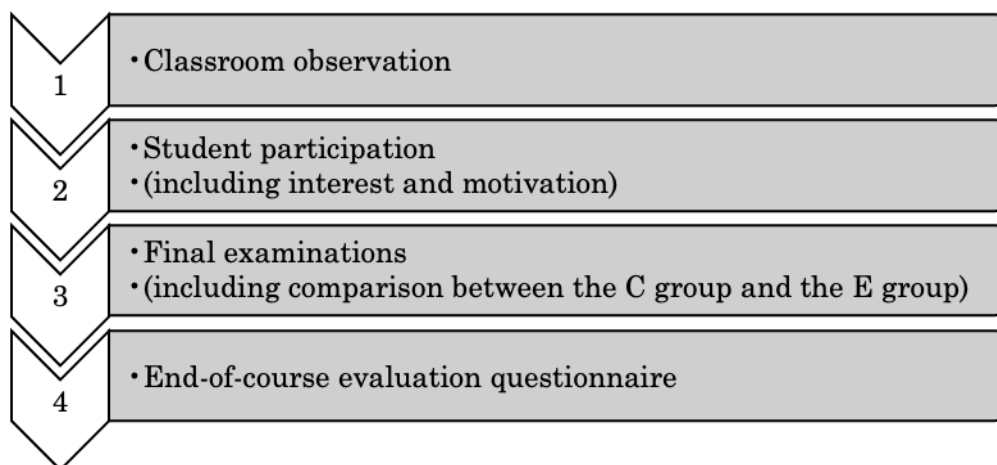 1
・Classroom observation
2
・Student participation
・(including interest and motivation)
3
・Final examinations
・(including comparison between the C group and the E group)
4
・End-of-course evaluation questionnaire